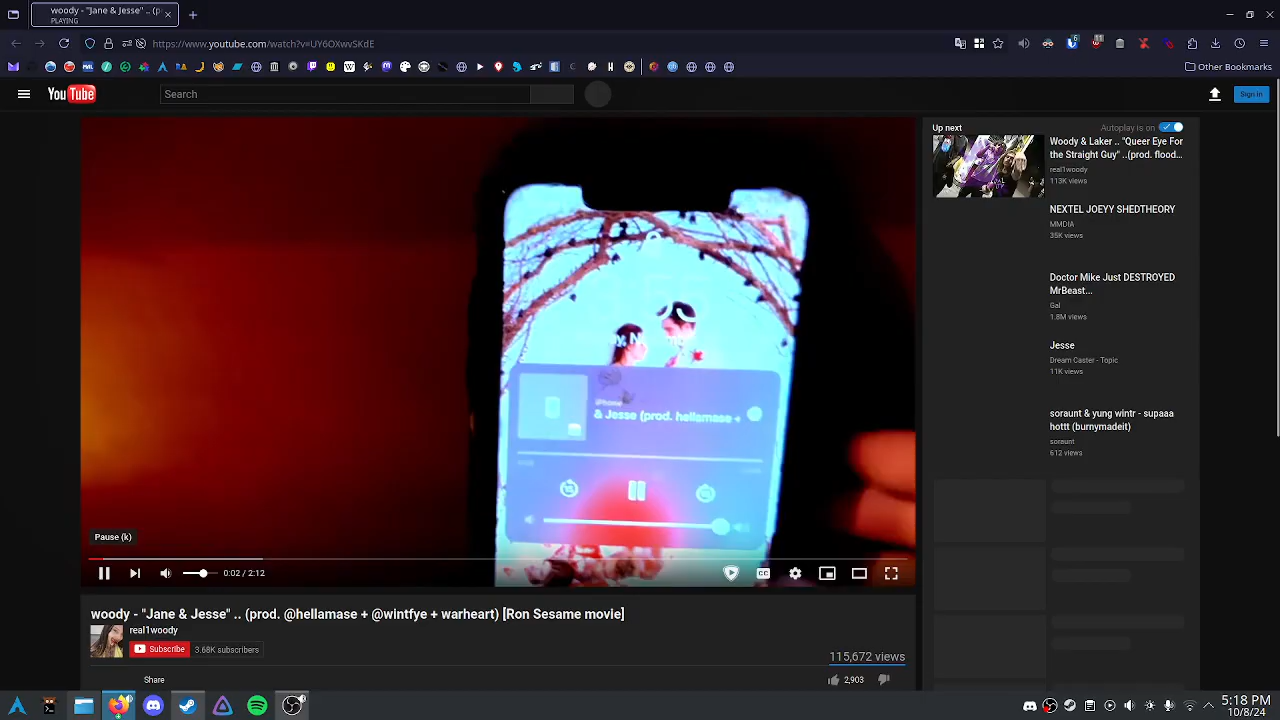 woody - "Jane & Jesse" .. (p
PLAYING
https://www.youtube.com/watch?v=UY6OXwvSKdE
Other Bookmarks
YouTube
Search
Sign in
iPhone
& Jesse (prod. hellamase +
Pause (k)
0:02 / 2:12
CC
woody - "Jane & Jesse" .. (prod. @hellamase + @wintfye + warheart) [Ron Sesame movie]
real1woody
Subscribe
3.68K subscribers
115,672 views
Share
2,903
Up next
Autoplay is on
Woody & Laker .. "Queer Eye For
the Straight Guy" ..(prod. flood...
real1woody
113K views
NEXTEL JOEYY SHEDTHEORY
MMDIA
35K views
Doctor Mike Just DESTROYED
MrBeast...
Gal
1.8M views
Jesse
Dream Caster - Topic
11K views
soraunt & yung wintr - supaaa
hottt (burnymadeit)
soraunt
612 views
5:18 PM
10/8/24